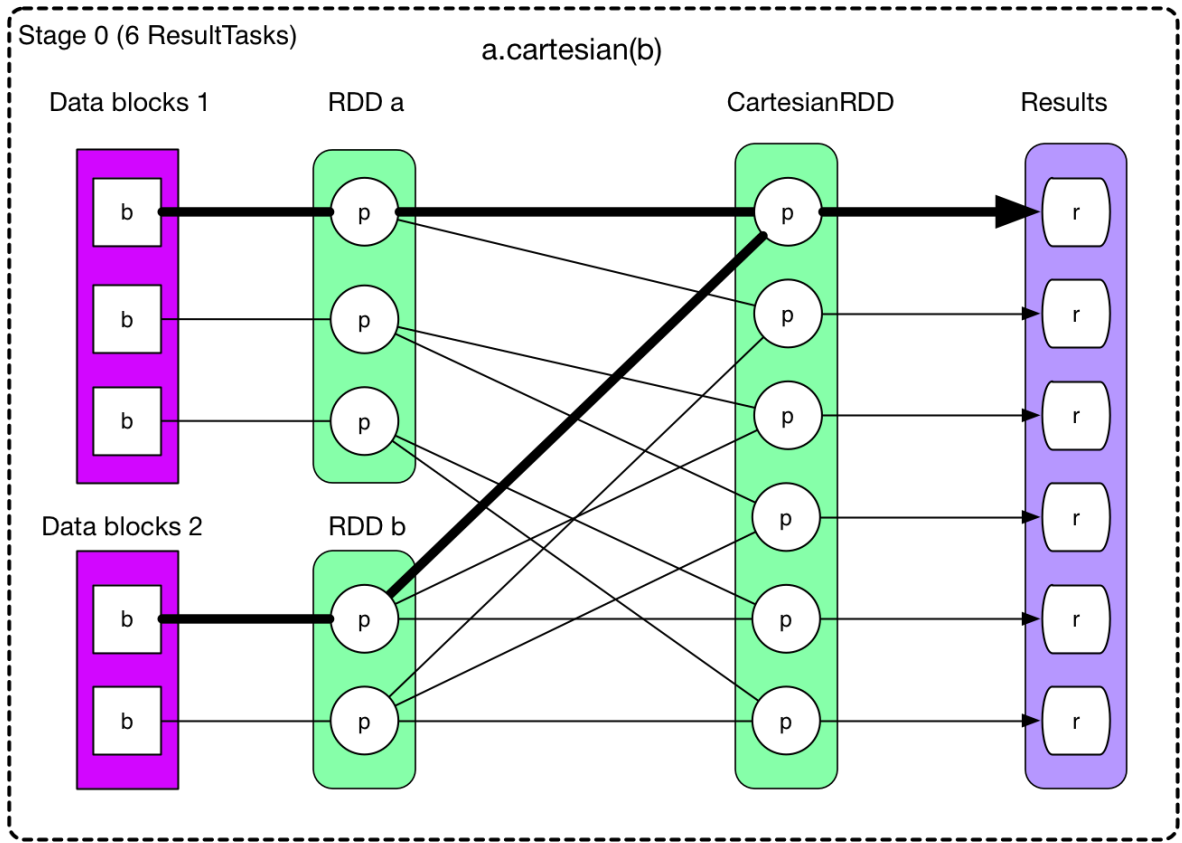 Stage 0 (6 ResultTasks)
a.cartesian(b)
Data blocks 1
RDD a
CartesianRDD
Results
b
p
p
r
b
p
p
r
b
p
p
r
Data blocks 2
RDD b
p
r
b
p
p
r
b
p
p
r